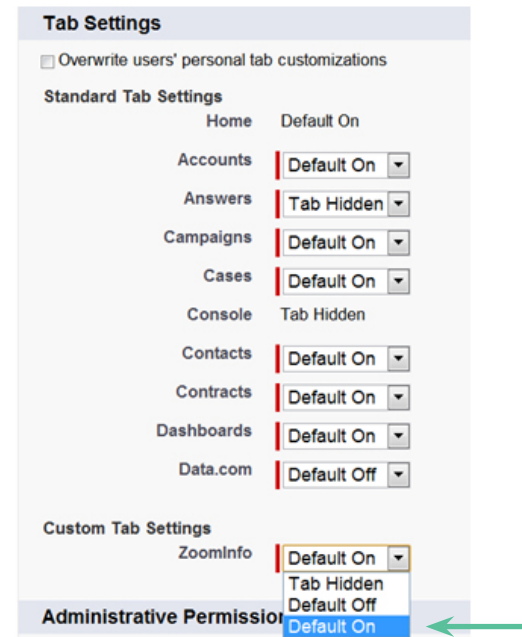 Tab Settings
Overwrite users' personal tab customizations
Standard Tab Settings
Home Default On
Accounts Default On
Answers Tab Hidden
Campaigns Default On
Cases Default On
Console Tab Hidden
Contacts Default On
Contracts Default On
Dashboards Default On
Data.com Default Off
Custom Tab Settings
ZoomInfo Default On
Tab Hidden
Default Off
Administrative Default On